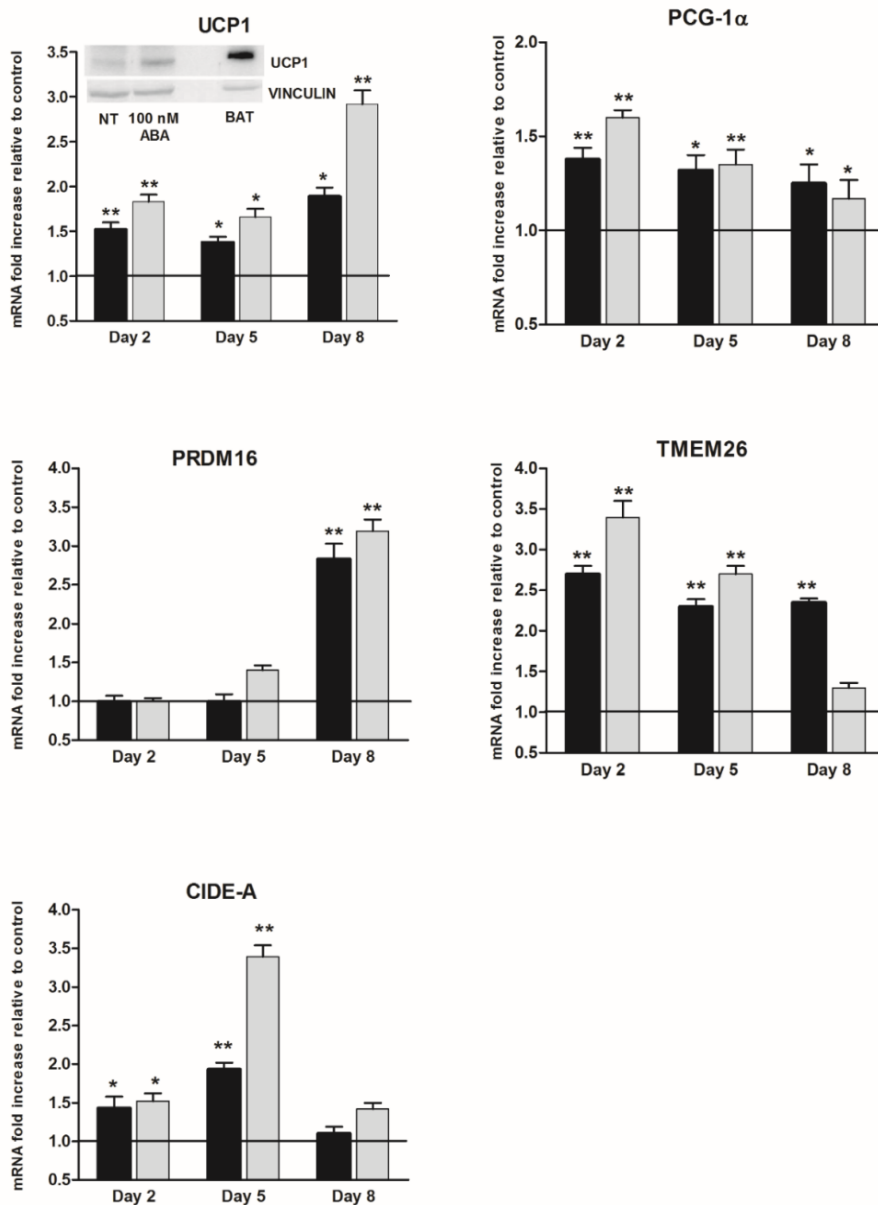 UCP1
mRNA fold increase relative to control
3.5
3.0
2.5
2.0
1.5
1.0
0.5
UCP1
VINCULIN
NT 100 nM ABA BAT
** ** * * * **
Day 2 Day 5 Day 8
PCG-1α
mRNA fold increase relative to control
2.0
1.5
1.0
0.5
** ** * ** * *
Day 2 Day 5 Day 8
PRDM16
mRNA fold increase relative to control
4.0
3.5
3.0
2.5
2.0
1.5
1.0
0.5
** **
Day 2 Day 5 Day 8
TMEM26
mRNA fold increase relative to control
4.0
3.5
3.0
2.5
2.0
1.5
1.0
0.5
** ** ** ** **
Day 2 Day 5 Day 8
CIDE-A
mRNA fold increase relative to control
4.0
3.5
3.0
2.5
2.0
1.5
1.0
0.5
* * ** **
Day 2 Day 5 Day 8